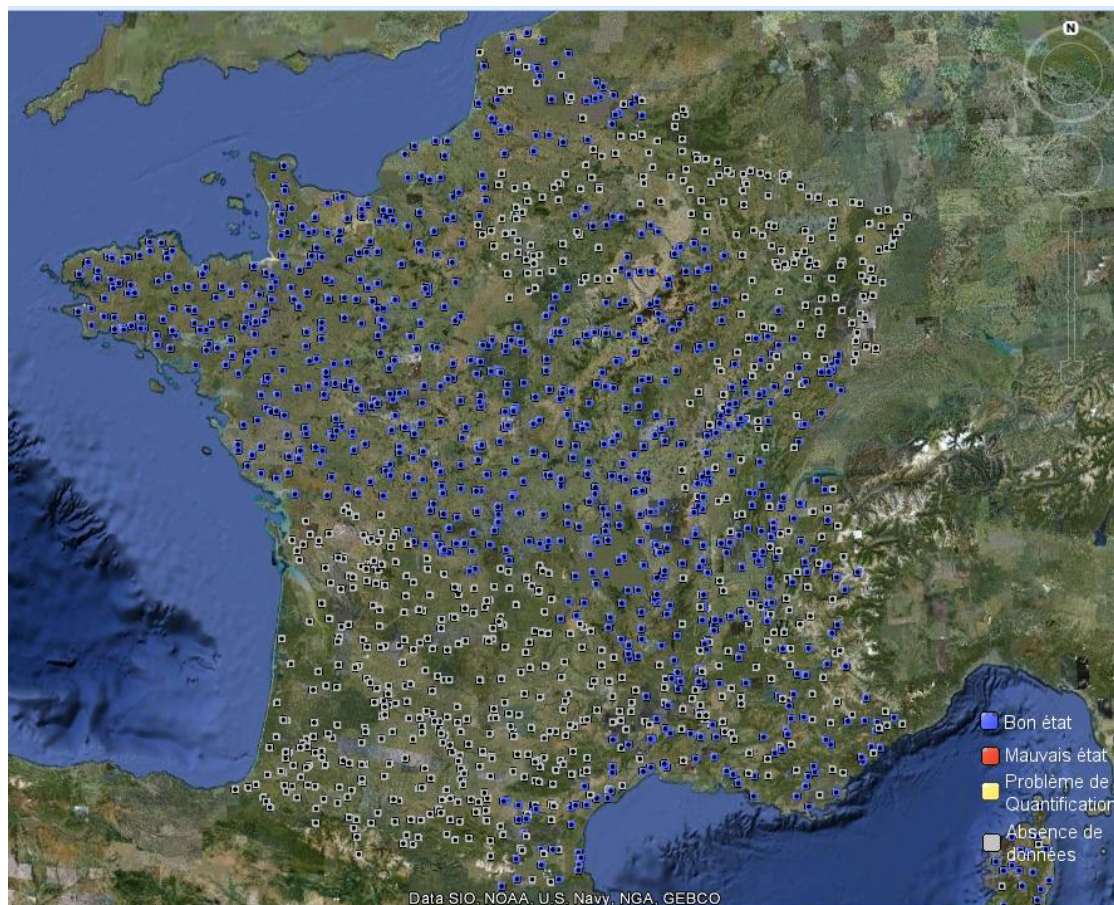 N
Bon état
Mauvais état
Problème de
Quantification
Absence de
données
Data SIO, NOAA, U.S. Navy, NGA, GEBCO